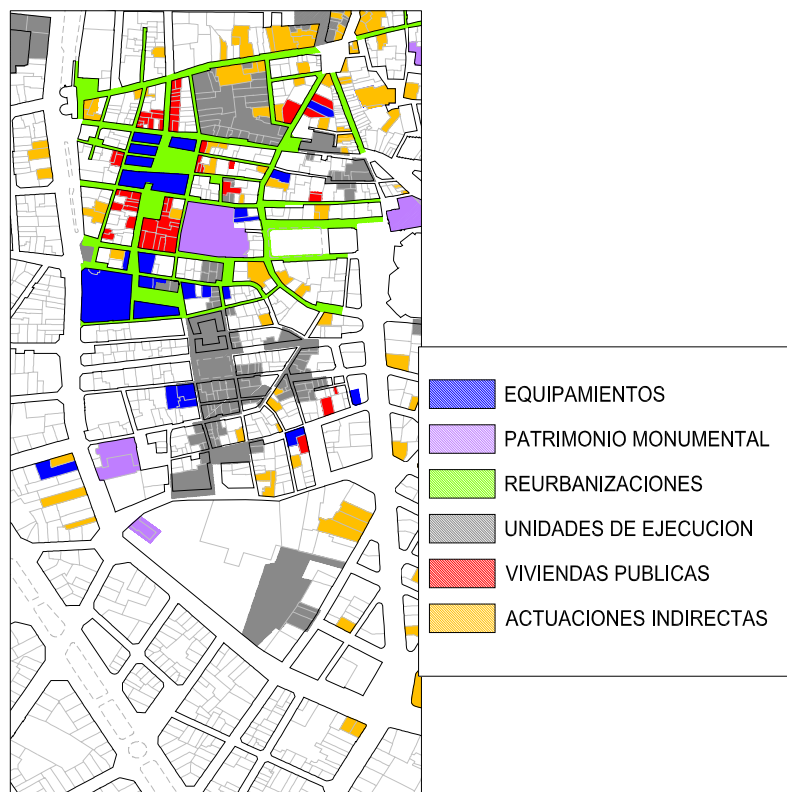 EQUIPAMIENTOS
PATRIMONIO MONUMENTAL
REURBANIZACIONES
UNIDADES DE EJECUCION
VIVIENDAS PUBLICAS
ACTUACIONES INDIRECTAS